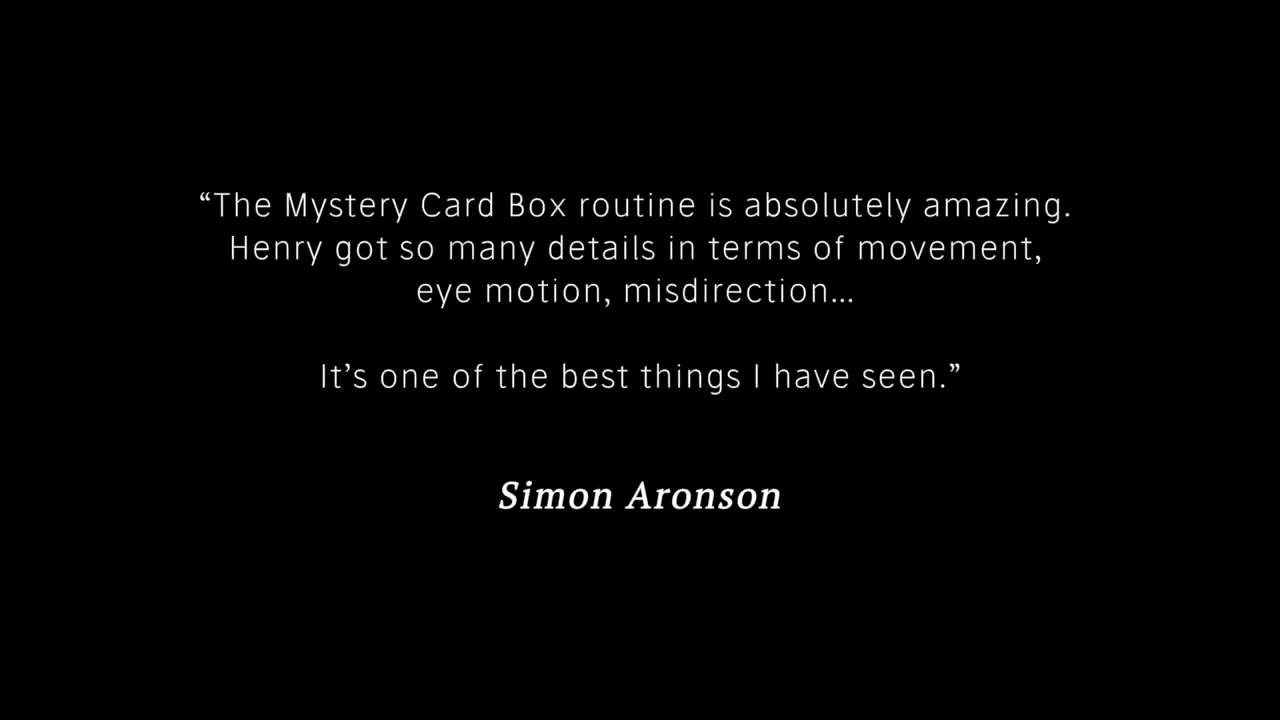 “The Mystery Card Box routine is absolutely amazing.
Henry got so many details in terms of movement,
eye motion, misdirection...
It’s one of the best things I have seen.”
Simon Aronson